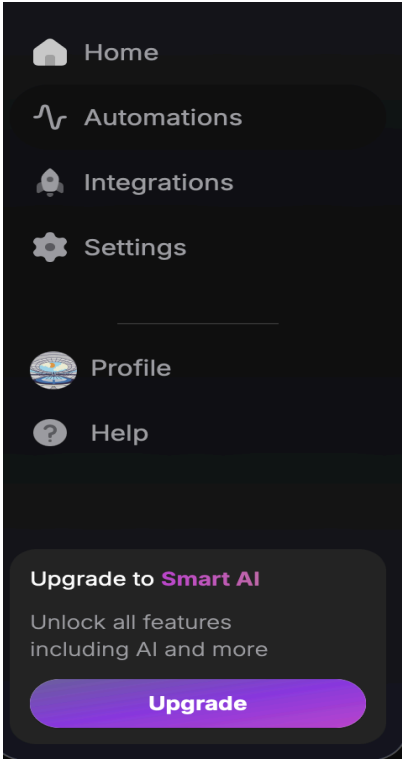 Home
Automations
Integrations
Settings
Profile
Help
Upgrade to Smart AI
Unlock all features
including AI and more
Upgrade